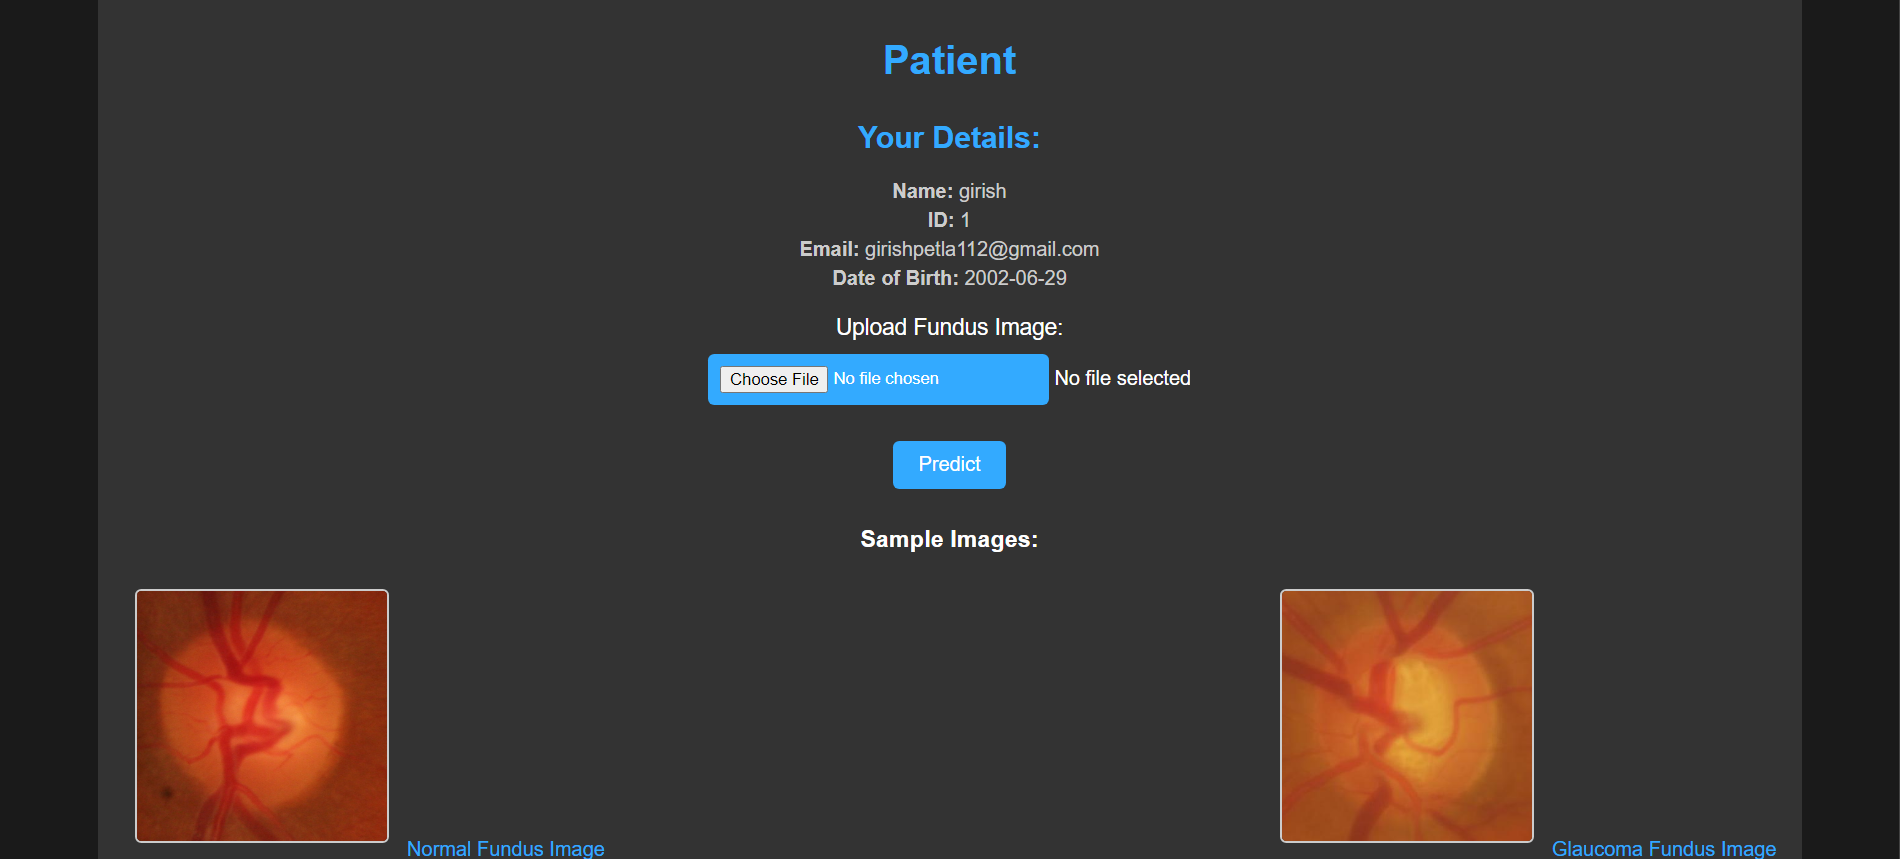 Patient
Your Details:
Name: girish
ID: 1
Email: girishpetla112@gmail.com
Date of Birth: 2002-06-29
Upload Fundus Image:
Choose File No file chosen No file selected
Predict
Sample Images:
Normal Fundus Image
Glaucoma Fundus Image